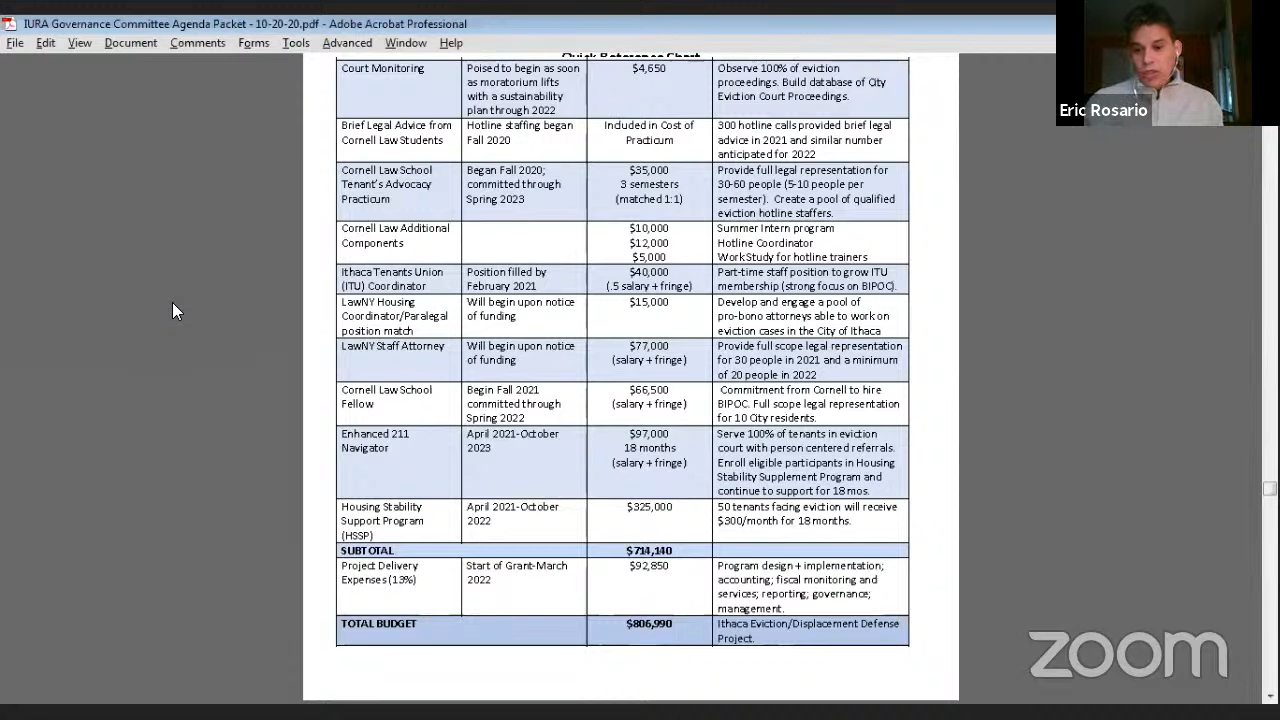 IURA Governance Committee Agenda Packet - 10-20-20.pdf - Adobe Acrobat Professional
File Edit View Document Comments Forms Tools Advanced Window Help
Eric Rosario
Quick Reference Chart
Court Monitoring
Poised to begin as soon
as moratorium lifts
with a sustainability
plan through 2022
$4,650
Observe 100% of eviction
proceedings. Build database of City
Eviction Court Proceedings.
Brief Legal Advice from
Cornell Law Students
Hotline staffing began
Fall 2020
Included in Cost of
Practicum
300 hotline calls provided brief legal
advice in 2021 and similar number
anticipated for 2022
Cornell Law School
Tenant's Advocacy
Practicum
Began Fall 2020;
committed through
Spring 2023
$35,000
3 semesters
(matched 1:1)
Provide full legal representation for
30-60 people (5-10 people per
semester). Create a pool of qualified
eviction hotline staffers.
Cornell Law Additional
Components
$10,000
$12,000
$5,000
Summer Intern program
Hotline Coordinator
Work Study for hotline trainers
Ithaca Tenants Union
(ITU) Coordinator
Position filled by
February 2021
$40,000
(.5 salary + fringe)
Part-time staff position to grow ITU
membership (strong focus on BIPOC).
LawNY Housing
Coordinator/Paralegal
position match
Will begin upon notice
of funding
$15,000
Develop and engage a pool of
pro-bono attorneys able to work on
eviction cases in the City of Ithaca
LawNY Staff Attorney
Will begin upon notice
of funding
$77,000
(salary + fringe)
Provide full scope legal representation
for 30 people in 2021 and a minimum
of 20 people in 2022
Cornell Law School
Fellow
Begin Fall 2021
committed through
Spring 2022
$66,500
(salary + fringe)
Commitment from Cornell to hire
BIPOC. Full scope legal representation
for 10 City residents.
Enhanced 211
Navigator
April 2021-October
2023
$97,000
18 months
(salary + fringe)
Serve 100% of tenants in eviction
court with person centered referrals.
Enroll eligible participants in Housing
Stability Supplement Program and
continue to support for 18 mos.
Housing Stability
Support Program
(HSSP)
April 2021-October
2022
$325,000
50 tenants facing eviction will receive
$300/month for 18 months.
SUBTOTAL
$714,140
Project Delivery
Expenses (13%)
Start of Grant-March
2022
$92,850
Program design + implementation;
accounting; fiscal monitoring and
services; reporting; governance;
management.
TOTAL BUDGET
$806,990
Ithaca Eviction/Displacement Defense
Project.
zoom